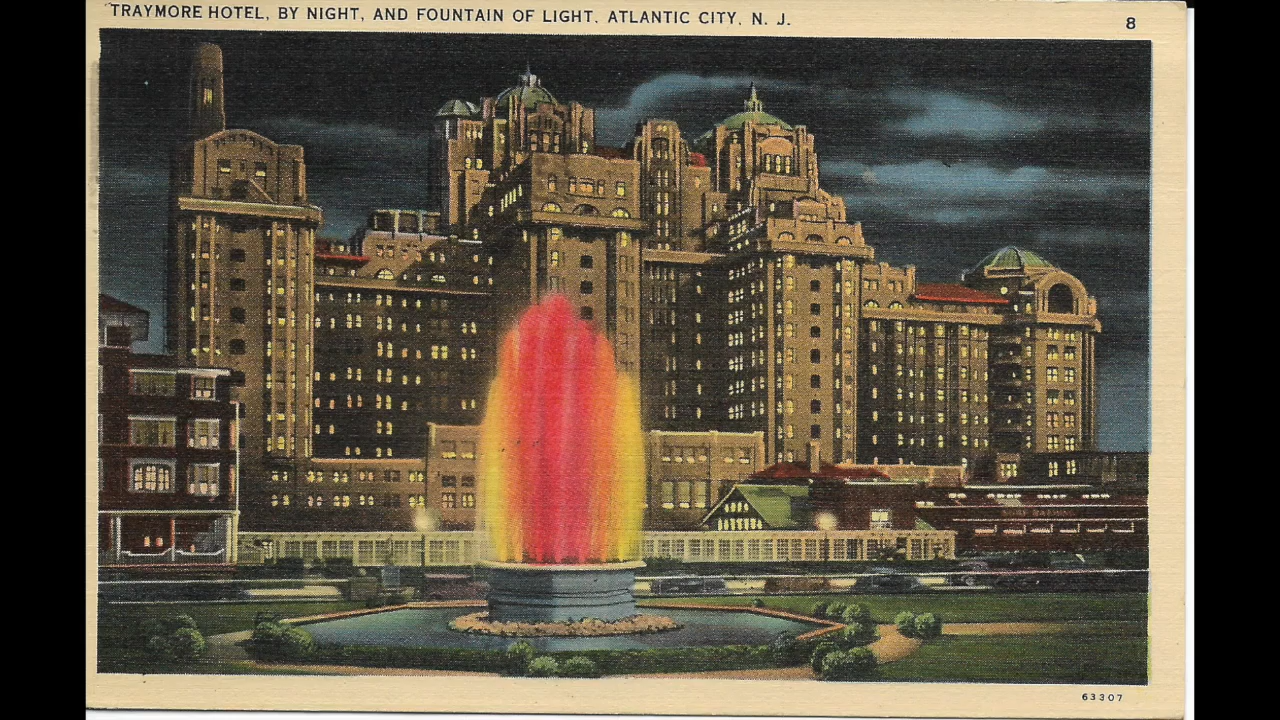 TRAYMORE HOTEL, BY NIGHT, AND FOUNTAIN OF LIGHT, ATLANTIC CITY, N. J.
8
63307